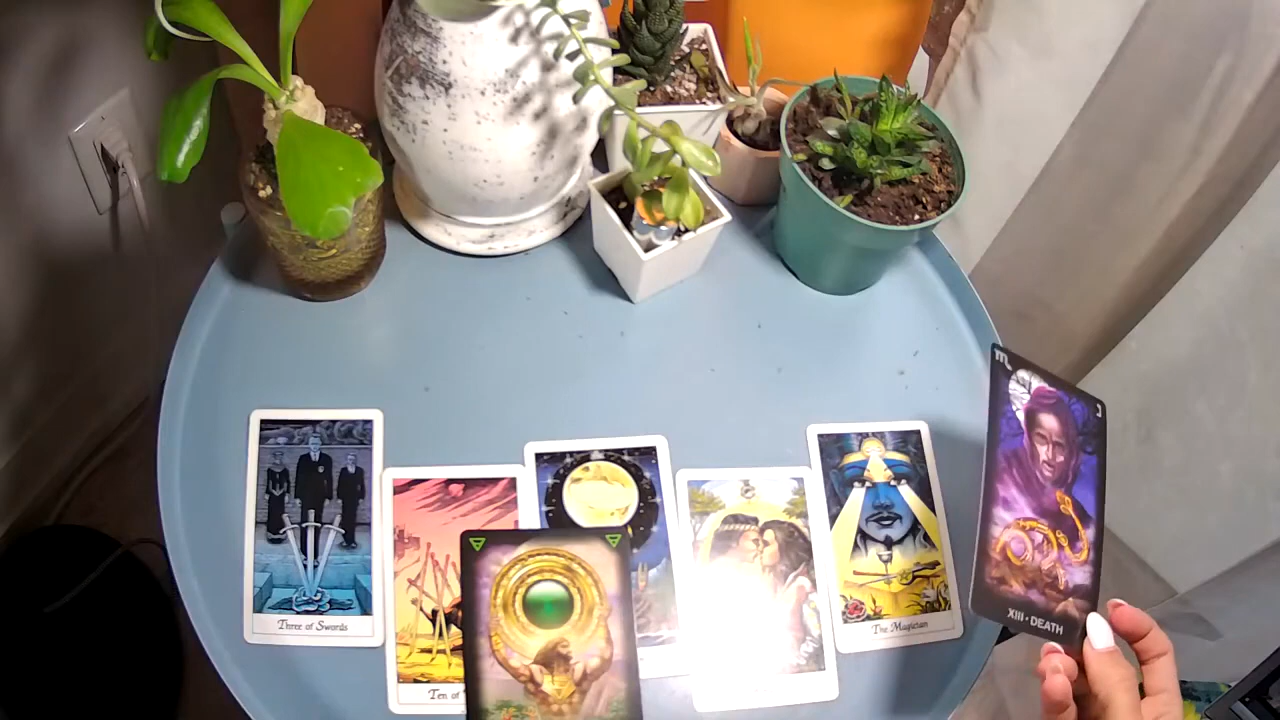 Three of Swords
Ten of
The Magician
XIII · DEATH